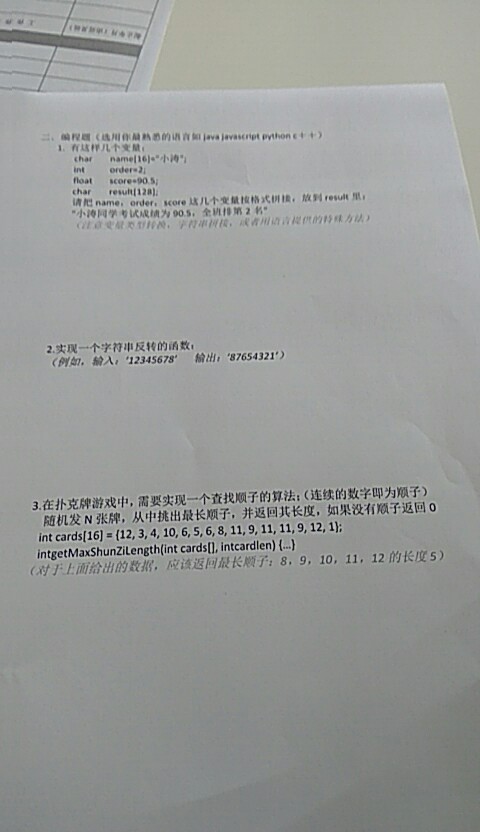 二、编程题（选用你最熟悉的语言如 java javascript python c++）
1. 有这样几个变量：
char name[16]="小涛";
int order=2;
float score=90.5;
char result[128];
请把 name，order，score 这几个变量按格式拼接，放到 result 里：
"小涛同学考试成绩为 90.5，全班排第 2 名"
（注意变量类型转换、字符串拼接，或者用语言提供的特殊方法）
2.实现一个字符串反转的函数：
（例如，输入：'12345678' 输出：'87654321'）
3.在扑克牌游戏中，需要实现一个查找顺子的算法；（连续的数字即为顺子）
随机发 N 张牌，从中挑出最长顺子，并返回其长度，如果没有顺子返回 0
int cards[16] = {12, 3, 4, 10, 6, 5, 6, 8, 11, 9, 11, 11, 9, 12, 1};
intgetMaxShunZiLength(int cards[], intcardlen) {...}
（对于上面给出的数据，应该返回最长顺子：8，9，10，11，12 的长度 5）